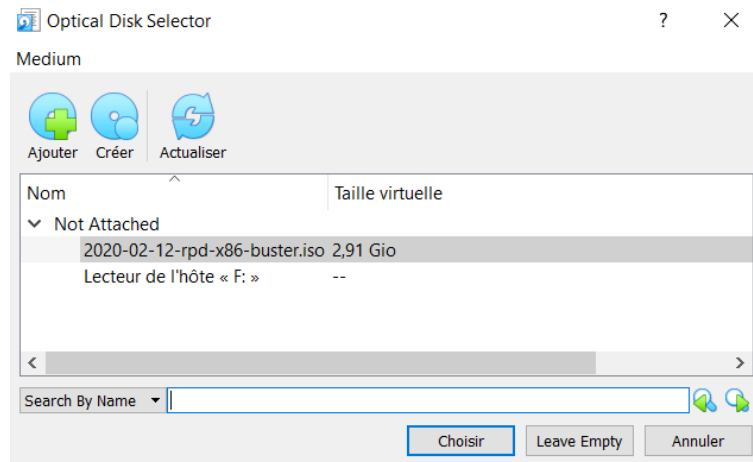 Optical Disk Selector ?
Medium
Ajouter Créer Actualiser
Nom Taille virtuelle
Not Attached
2020-02-12-rpd-x86-buster.iso 2,91 Gio
Lecteur de l'hôte « F: » --
Search By Name
Choisir Leave Empty Annuler